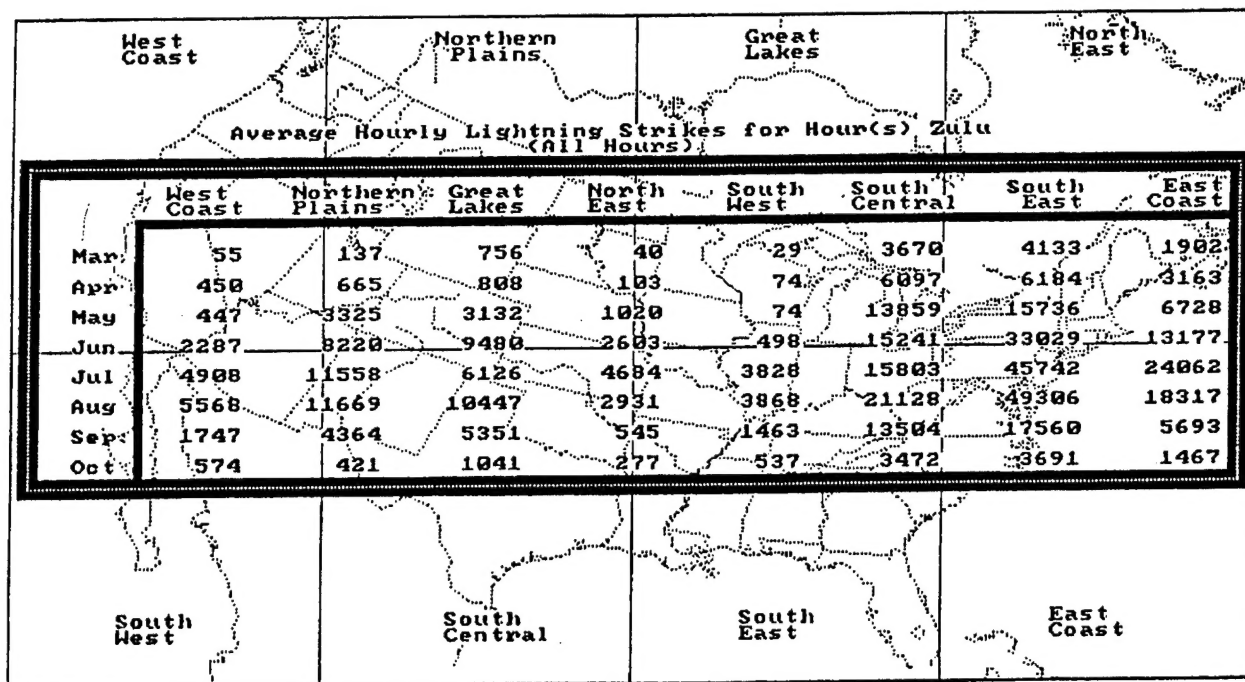 West Northern Great North
Coast Plains Lakes East
Average Hourly Lightning Strikes for Hour(s) Zulu
(All Hours)
West Northern Great North South South South East
Coast Plains Lakes East West Central East Coast
Mar 55 137 756 40 29 3670 4133 1902
Apr 450 665 808 103 74 6097 6184 3163
May 447 3325 3132 1020 74 13859 15736 6728
Jun 2287 8220 9480 2603 498 15241 33029 13177
Jul 4908 11558 6126 4684 3828 15803 45742 24062
Aug 5568 11669 10447 2931 3868 21128 49306 18317
Sep 1747 4364 5351 545 1463 13504 17560 5693
Oct 574 421 1041 277 537 3472 3691 1467
South South South East
West Central East Coast